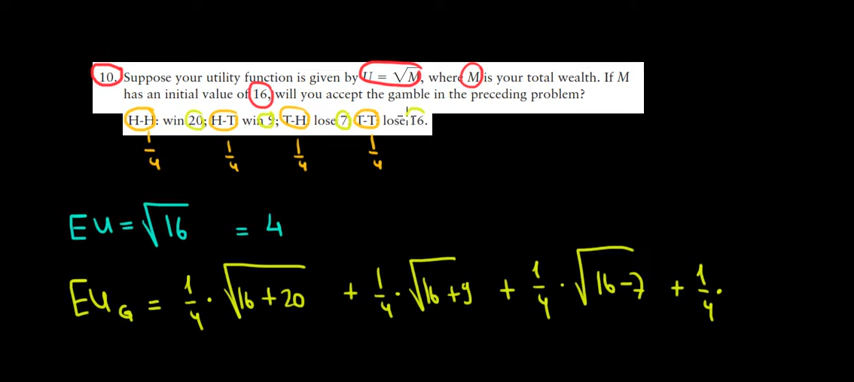 10. Suppose your utility function is given by U = √M, where M is your total wealth. If M
has an initial value of 16, will you accept the gamble in the preceding problem?
H-H: win 20; H-T win 9; T-H lose 7 T-T lose 16.
1/4 1/4 1/4 1/4
EU = √16 = 4
EU_G = 1/4 · √16 + 20 + 1/4 · √16 + 9 + 1/4 · √16 - 7 + 1/4 ·